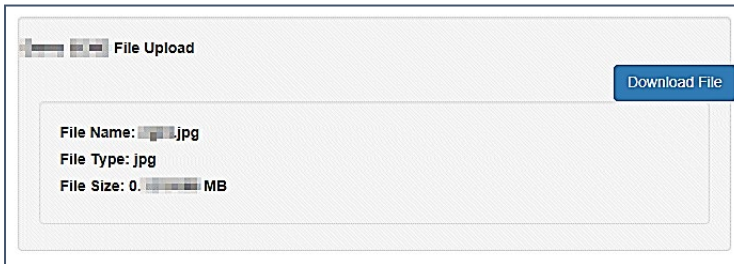 File Upload
Download File
File Name: .jpg
File Type: jpg
File Size: 0. MB